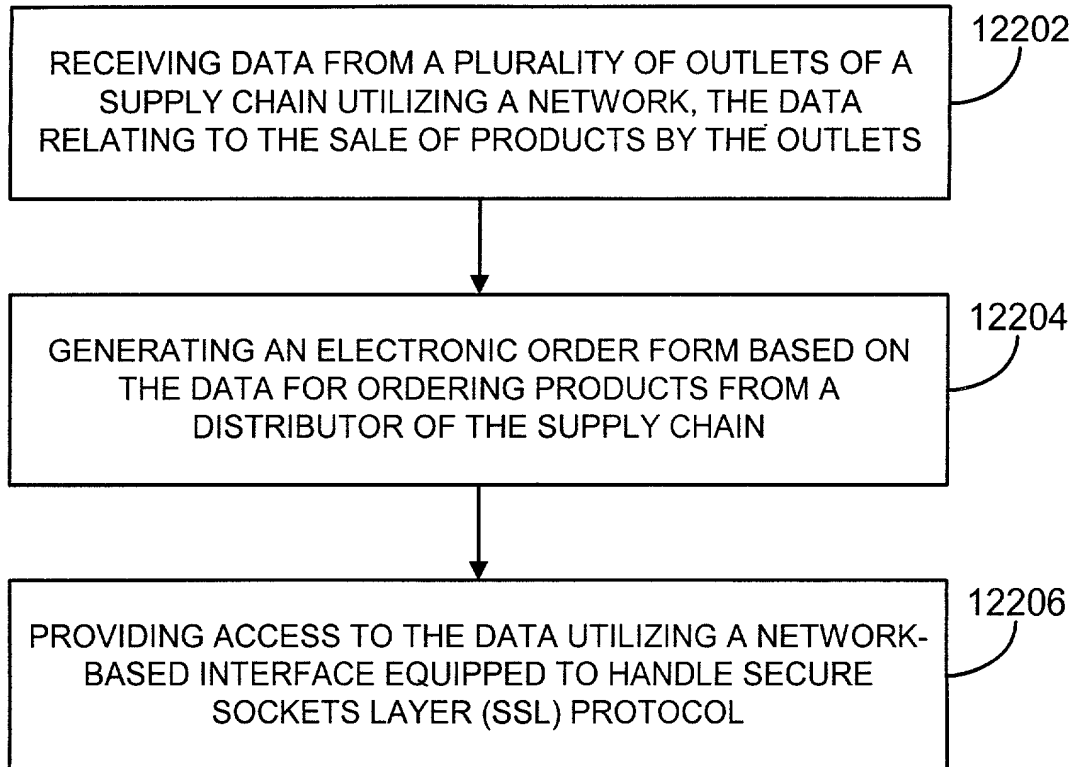 12202
RECEIVING DATA FROM A PLURALITY OF OUTLETS OF A
SUPPLY CHAIN UTILIZING A NETWORK, THE DATA
RELATING TO THE SALE OF PRODUCTS BY THE OUTLETS
12204
GENERATING AN ELECTRONIC ORDER FORM BASED ON
THE DATA FOR ORDERING PRODUCTS FROM A
DISTRIBUTOR OF THE SUPPLY CHAIN
12206
PROVIDING ACCESS TO THE DATA UTILIZING A NETWORK-
BASED INTERFACE EQUIPPED TO HANDLE SECURE
SOCKETS LAYER (SSL) PROTOCOL